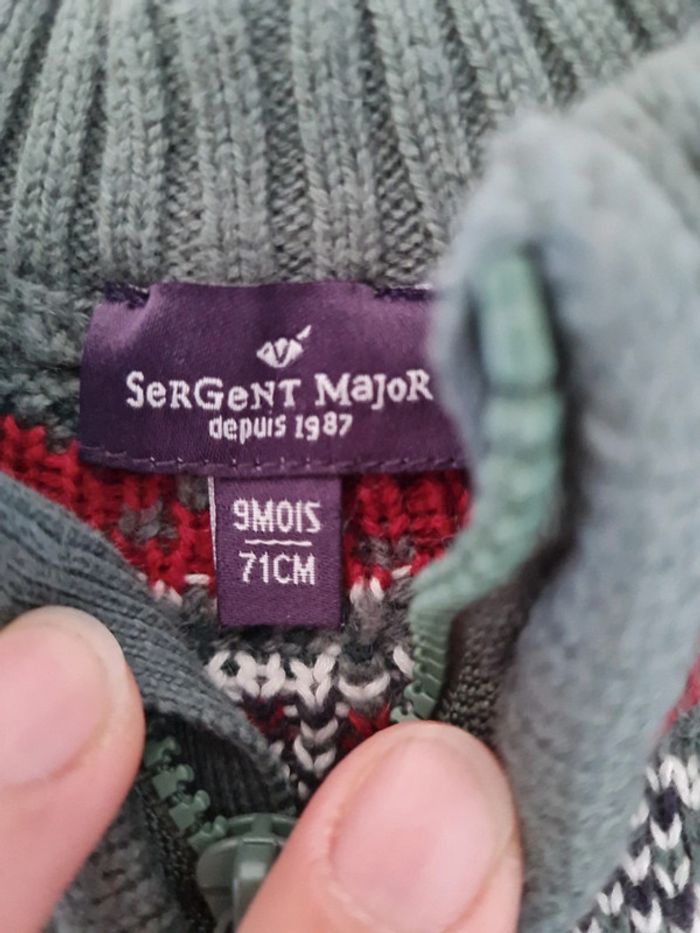 SeRGeNT MaJoR
depuis 1987
9MOIS
71CM